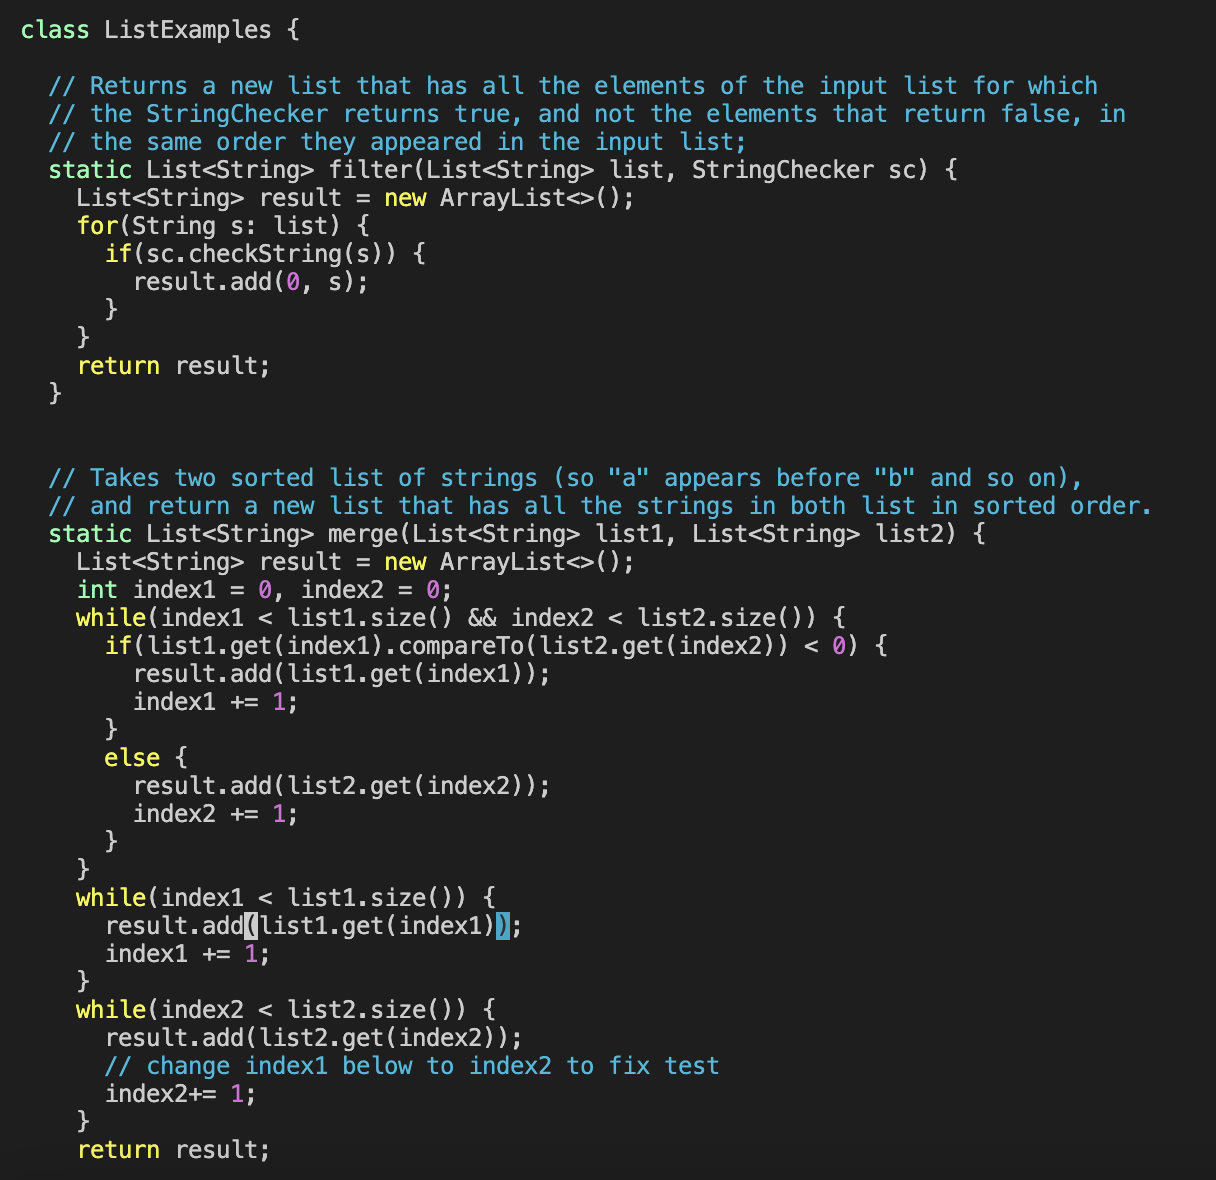 class ListExamples {
  // Returns a new list that has all the elements of the input list for which
  // the StringChecker returns true, and not the elements that return false, in
  // the same order they appeared in the input list;
  static List<String> filter(List<String> list, StringChecker sc) {
    List<String> result = new ArrayList<>();
    for(String s: list) {
      if(sc.checkString(s)) {
        result.add(0, s);
      }
    }
    return result;
  }
  // Takes two sorted list of strings (so "a" appears before "b" and so on),
  // and return a new list that has all the strings in both list in sorted order.
  static List<String> merge(List<String> list1, List<String> list2) {
    List<String> result = new ArrayList<>();
    int index1 = 0, index2 = 0;
    while(index1 < list1.size() && index2 < list2.size()) {
      if(list1.get(index1).compareTo(list2.get(index2)) < 0) {
        result.add(list1.get(index1));
        index1 += 1;
      }
      else {
        result.add(list2.get(index2));
        index2 += 1;
      }
    }
    while(index1 < list1.size()) {
      result.add(list1.get(index1));
      index1 += 1;
    }
    while(index2 < list2.size()) {
      result.add(list2.get(index2));
      // change index1 below to index2 to fix test
      index2+= 1;
    }
    return result;